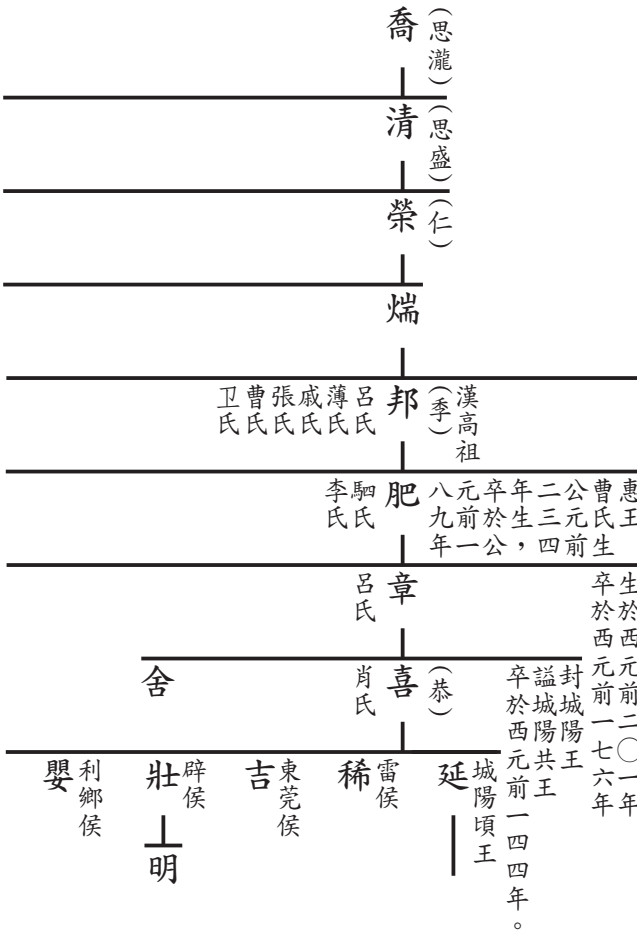 (思瀧)
喬
(思盛)
清
(仁)
榮
煓
漢高祖
(季)
邦
呂氏
薄氏
戚氏
張氏
曹氏
卫氏
惠王
曹氏生
公元前
二三四
年生，
卒於公
元前一
八九年
肥
駟氏
李氏
生於西元前二〇一年
卒於西元前一七六年
章
呂氏
封城陽王
謚城陽共王
卒於西元前一四四年。
(恭)
喜
肖氏
舍
城陽頃王
延
雷侯
稀
東莞侯
吉
辟侯
壯
明
利鄉侯
嬰